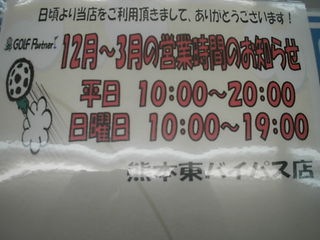 日頃より当店をご利用頂きまして、ありがとうございます!
GOLF Partner
12月～3月の営業時間のお知らせ
平日 10:00～20:00
日曜日 10:00～19:00
熊本東バイパス店